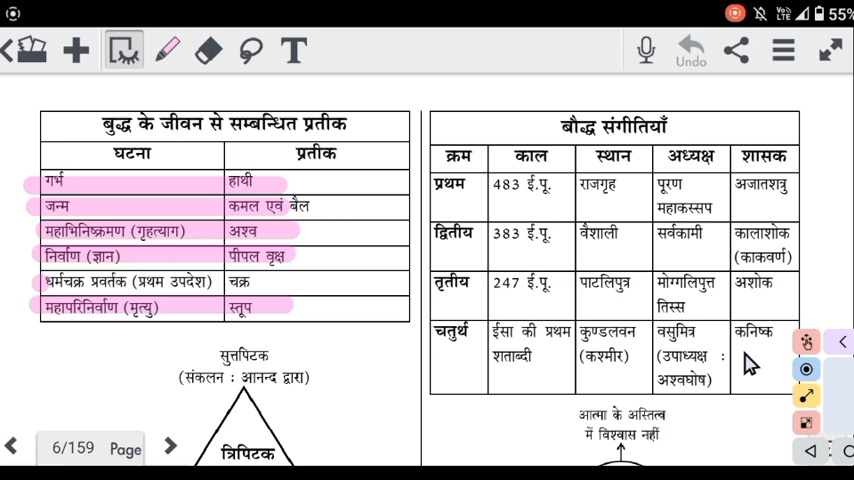 Vo) LTE 55%
T Undo
बुद्ध के जीवन से सम्बन्धित प्रतीक
घटना प्रतीक
गर्भ हाथी
जन्म कमल एवं बैल
महाभिनिष्क्रमण (गृहत्याग) अश्व
निर्वाण (ज्ञान) पीपल वृक्ष
धर्मचक्र प्रवर्तक (प्रथम उपदेश) चक्र
महापरिनिर्वाण (मृत्यु) स्तूप
सुत्तपिटक
(संकलन : आनन्द द्वारा)
त्रिपिटक
बौद्ध संगीतियाँ
क्रम काल स्थान अध्यक्ष शासक
प्रथम 483 ई.पू. राजगृह पूरण अजातशत्रु
महाकस्सप
द्वितीय 383 ई.पू. वैशाली सर्वकामी कालाशोक
(काकवर्ण)
तृतीय 247 ई.पू. पाटलिपुत्र मोग्गलिपुत्त अशोक
तिस्स
चतुर्थ ईसा की प्रथम कुण्डलवन वसुमित्र कनिष्क
शताब्दी (कश्मीर) (उपाध्यक्ष :
अश्वघोष)
आत्मा के अस्तित्व
में विश्वास नहीं
6/159 Page